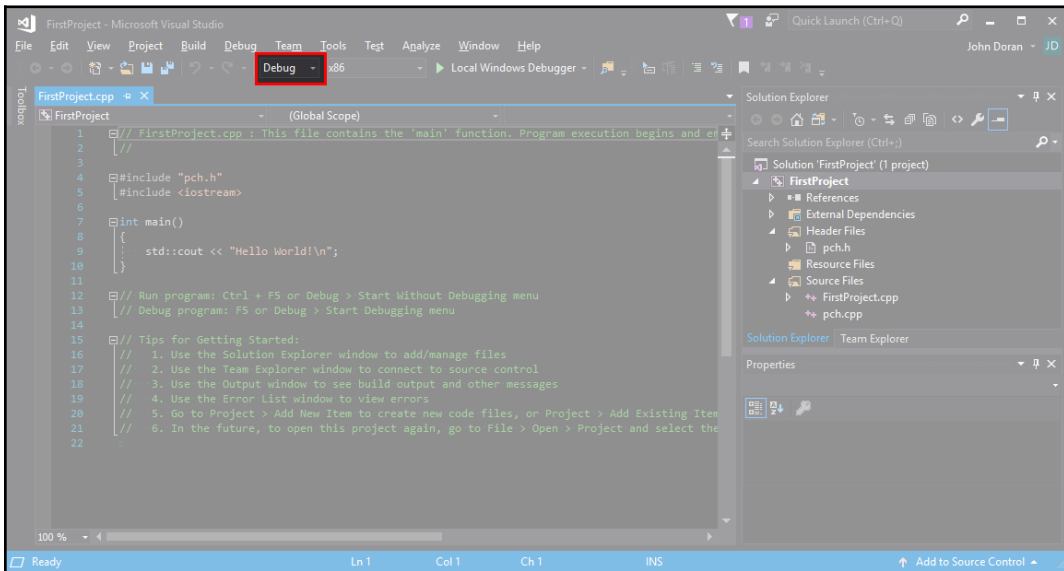 FirstProject - Microsoft Visual Studio
1
Quick Launch (Ctrl+Q)
File Edit View Project Build Debug Team Tools Test Analyze Window Help
John Doran JD
Debug x86 Local Windows Debugger
Toolbox
FirstProject.cpp
FirstProject (Global Scope)
1 // FirstProject.cpp : This file contains the 'main' function. Program execution begins and er
2 //
3
4 #include "pch.h"
5 #include <iostream>
6
7 int main()
8 {
9 std::cout << "Hello World!\n";
10 }
11
12 // Run program: Ctrl + F5 or Debug > Start Without Debugging menu
13 // Debug program: F5 or Debug > Start Debugging menu
14
15 // Tips for Getting Started:
16 // 1. Use the Solution Explorer window to add/manage files
17 // 2. Use the Team Explorer window to connect to source control
18 // 3. Use the Output window to see build output and other messages
19 // 4. Use the Error List window to view errors
20 // 5. Go to Project > Add New Item to create new code files, or Project > Add Existing Item
21 // 6. In the future, to open this project again, go to File > Open > Project and select the
22
100 %
Solution Explorer
Search Solution Explorer (Ctrl+;)
Solution 'FirstProject' (1 project)
FirstProject
References
External Dependencies
Header Files
pch.h
Resource Files
Source Files
FirstProject.cpp
pch.cpp
Solution Explorer Team Explorer
Properties
Ready Ln 1 Col 1 Ch 1 INS Add to Source Control